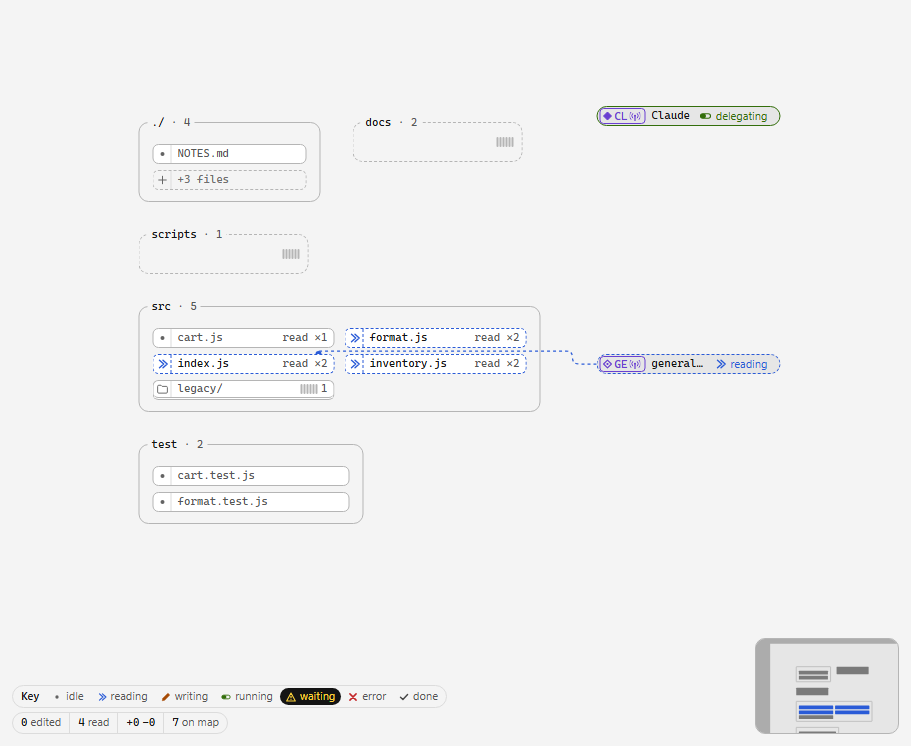 ./ · 4
NOTES.md
+3 files
docs · 2
CL Claude delegating
scripts · 1
src · 5
cart.js read ×1
format.js read ×2
index.js read ×2
inventory.js read ×2
legacy/ 1
GE general… reading
test · 2
cart.test.js
format.test.js
Key idle reading writing running waiting error done
0 edited 4 read +0 −0 7 on map